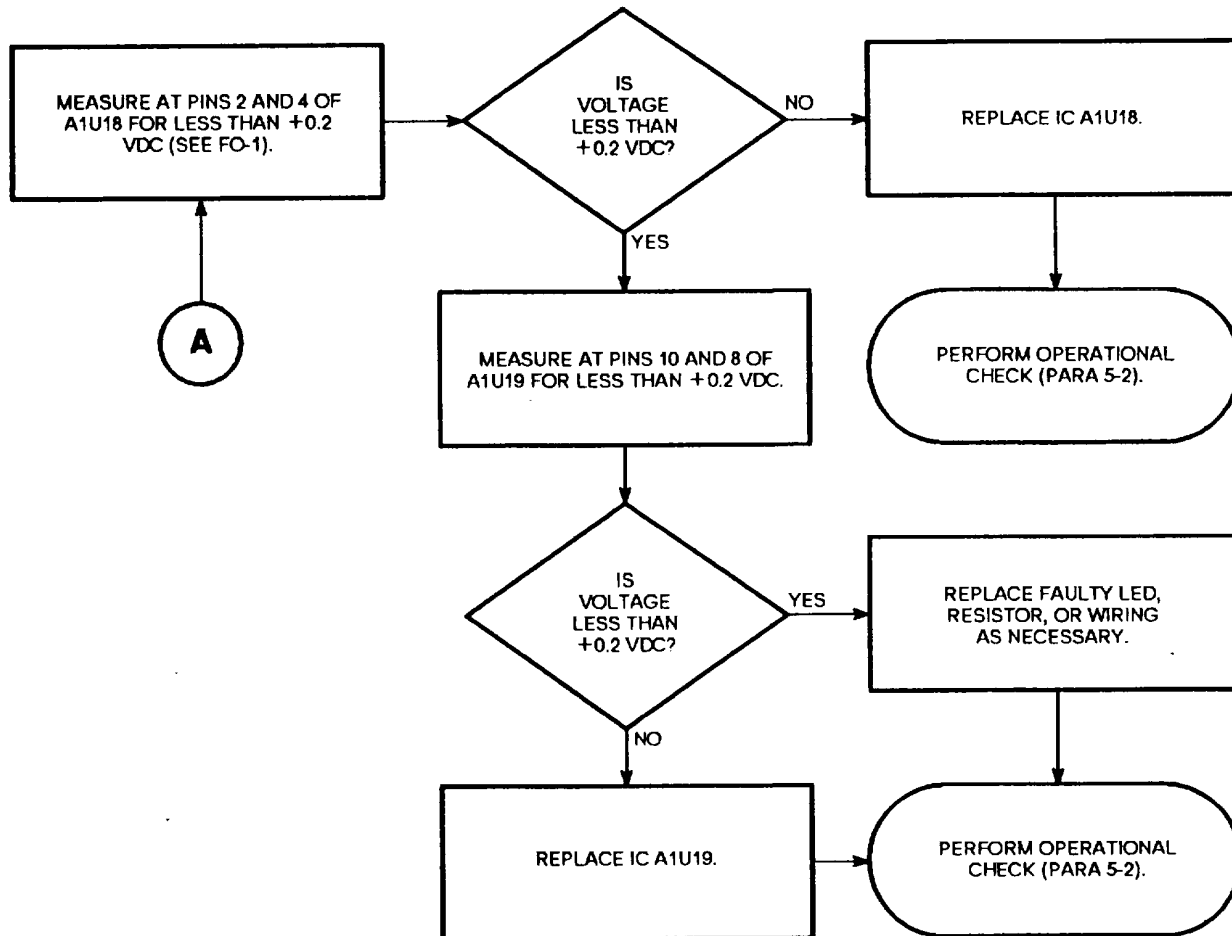 MEASURE AT PINS 2 AND 4 OF
A1U18 FOR LESS THAN +0.2
VDC (SEE FO-1).
IS
VOLTAGE
LESS THAN
+0.2 VDC?
NO
REPLACE IC A1U18.
YES
A
MEASURE AT PINS 10 AND 8 OF
A1U19 FOR LESS THAN +0.2 VDC.
PERFORM OPERATIONAL
CHECK (PARA 5-2).
IS
VOLTAGE
LESS THAN
+0.2 VDC?
YES
REPLACE FAULTY LED,
RESISTOR, OR WIRING
AS NECESSARY.
NO
REPLACE IC A1U19.
PERFORM OPERATIONAL
CHECK (PARA 5-2).